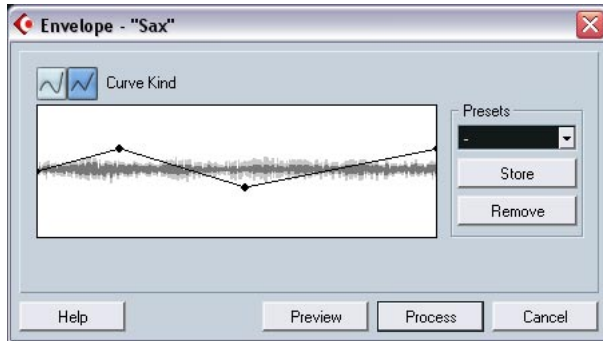 Envelope - "Sax"
Curve Kind
Presets
-
Store
Remove
Help Preview Process Cancel